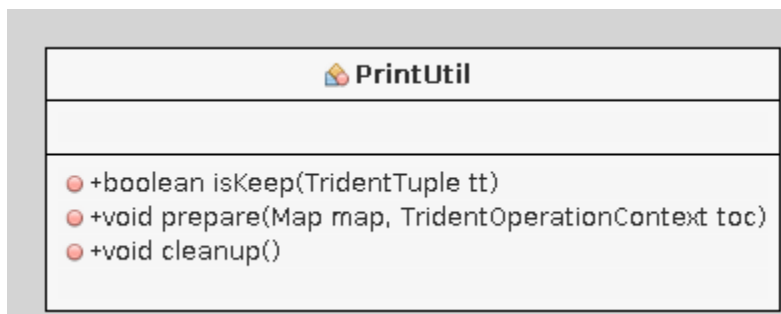 PrintUtil
+boolean isKeep(TridentTuple tt)
+void prepare(Map map, TridentOperationContext toc)
+void cleanup()